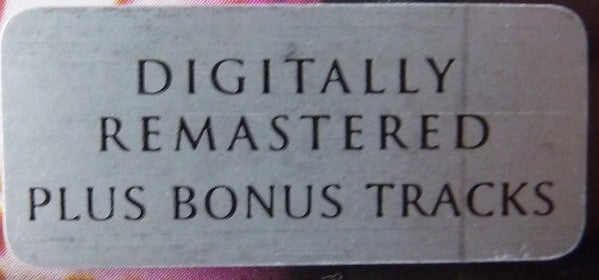 DIGITALLY
REMASTERED
PLUS BONUS TRACKS